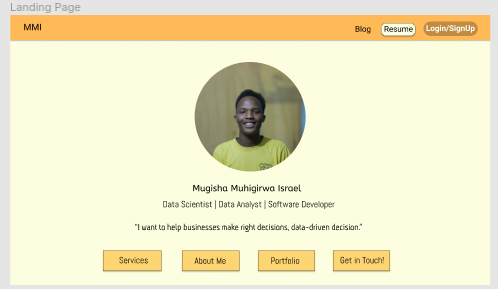 Landing Page
MMI
Blog Resume Login/SignUp
Mugisha Muhigirwa Israel
Data Scientist | Data Analyst | Software Developer
"I want to help businesses make right decisions, data-driven decision."
Services About Me Portfolio Get in Touch!